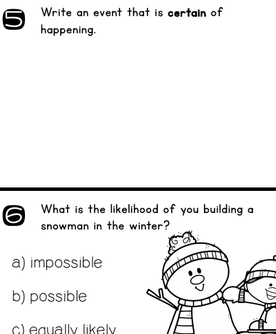 5 Write an event that is certain of
happening.
6 What is the likelihood of you building a
snowman in the winter?
a) impossible
b) possible
c) equally likely